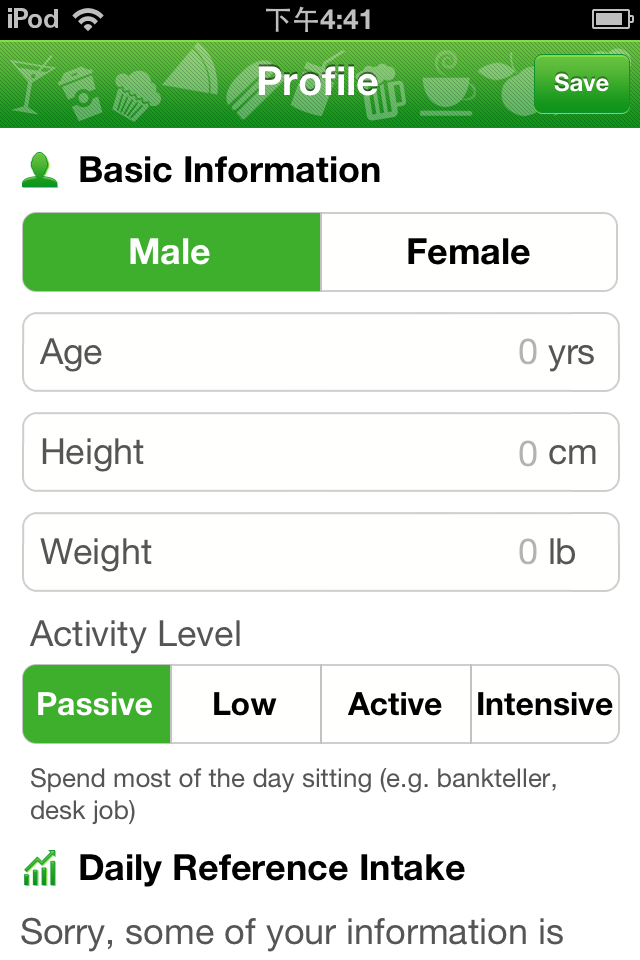 iPod 下午4:41
Profile
Save
Basic Information
Male Female
Age 0 yrs
Height 0 cm
Weight 0 lb
Activity Level
Passive Low Active Intensive
Spend most of the day sitting (e.g. bankteller,
desk job)
Daily Reference Intake
Sorry, some of your information is